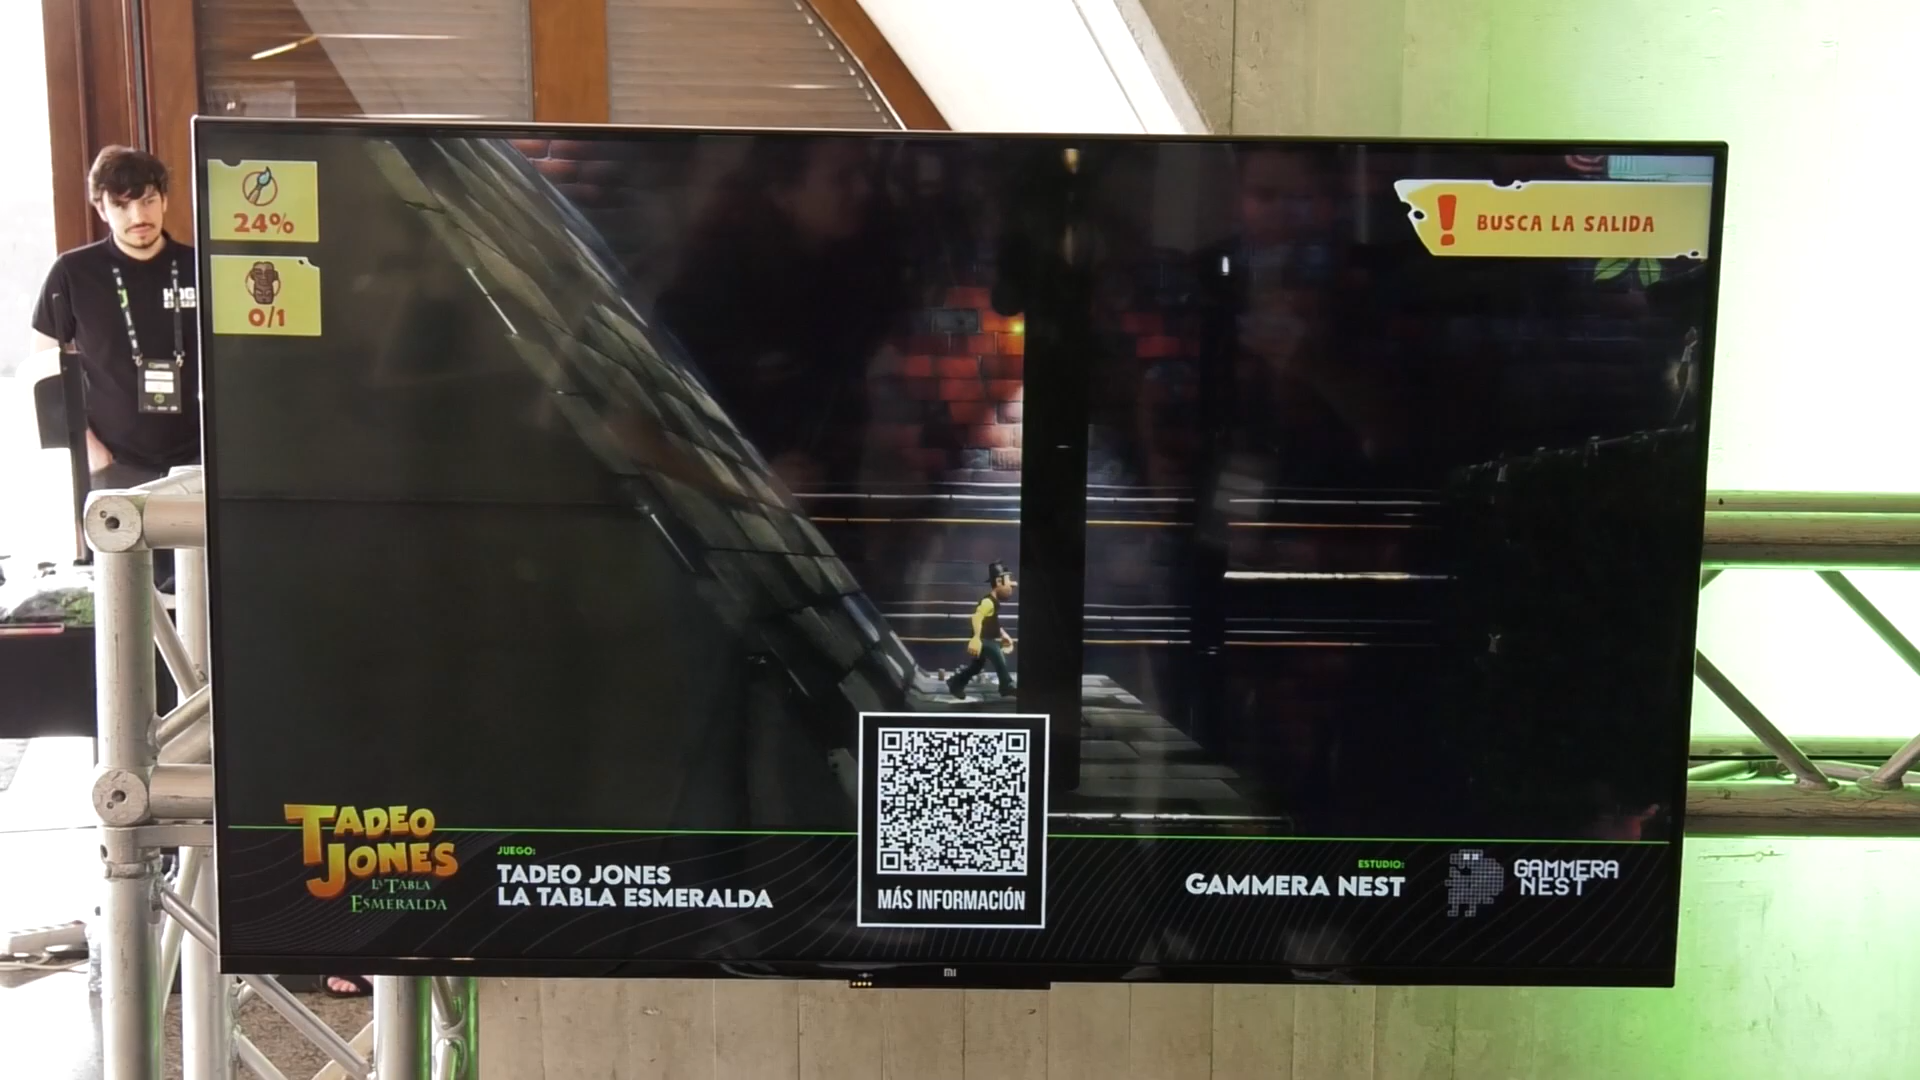 24%
0/1
BUSCA LA SALIDA
TADEO
JONES
LA TABLA
ESMERALDA
JUEGO:
TADEO JONES
LA TABLA ESMERALDA
MÁS INFORMACIÓN
ESTUDIO:
GAMMERA NEST
GAMMERA
NEST
mi